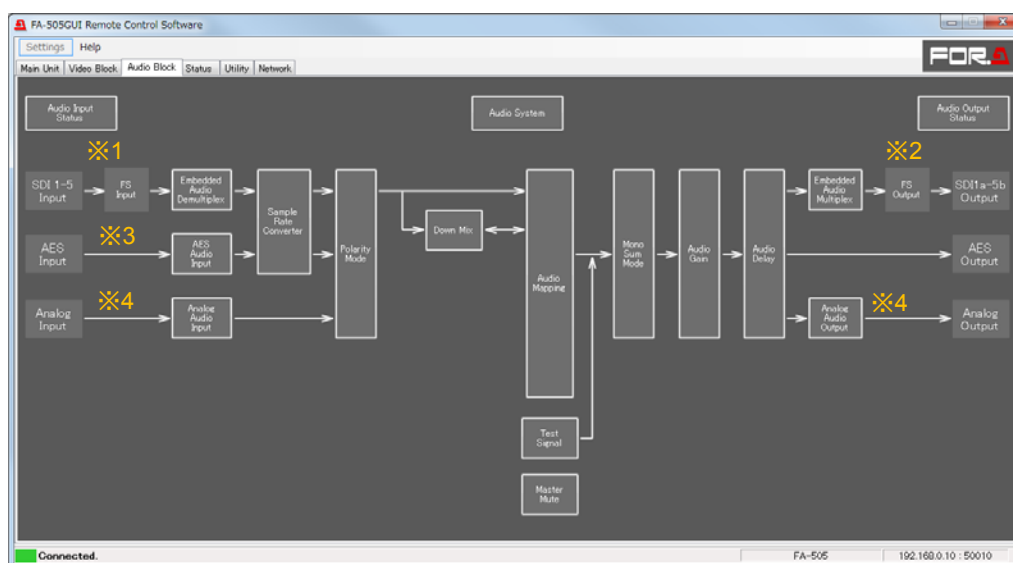 FA-505GUI Remote Control Software
Settings Help
FOR.A
Main Unit Video Block Audio Block Status Utility Network
Audio Input
Status
Audio System
Audio Output
Status
※1
※2
SDI 1-5
Input
FS
Input
Embedded
Audio
Demultiplex
Sample
Rate
Converter
Polarity
Mode
Down Mix
Audio
Mapping
Mono
Sum
Mode
Audio
Gain
Audio
Delay
Embedded
Audio
Multiplex
FS
Output
SDI1a-5b
Output
※3
AES
Input
AES
Audio
Input
AES
Output
※4
Analog
Input
Analog
Audio
Input
Analog
Audio
Output
※4
Analog
Output
Test
Signal
Master
Mute
Connected.
FA-505
192.168.0.10 : 50010